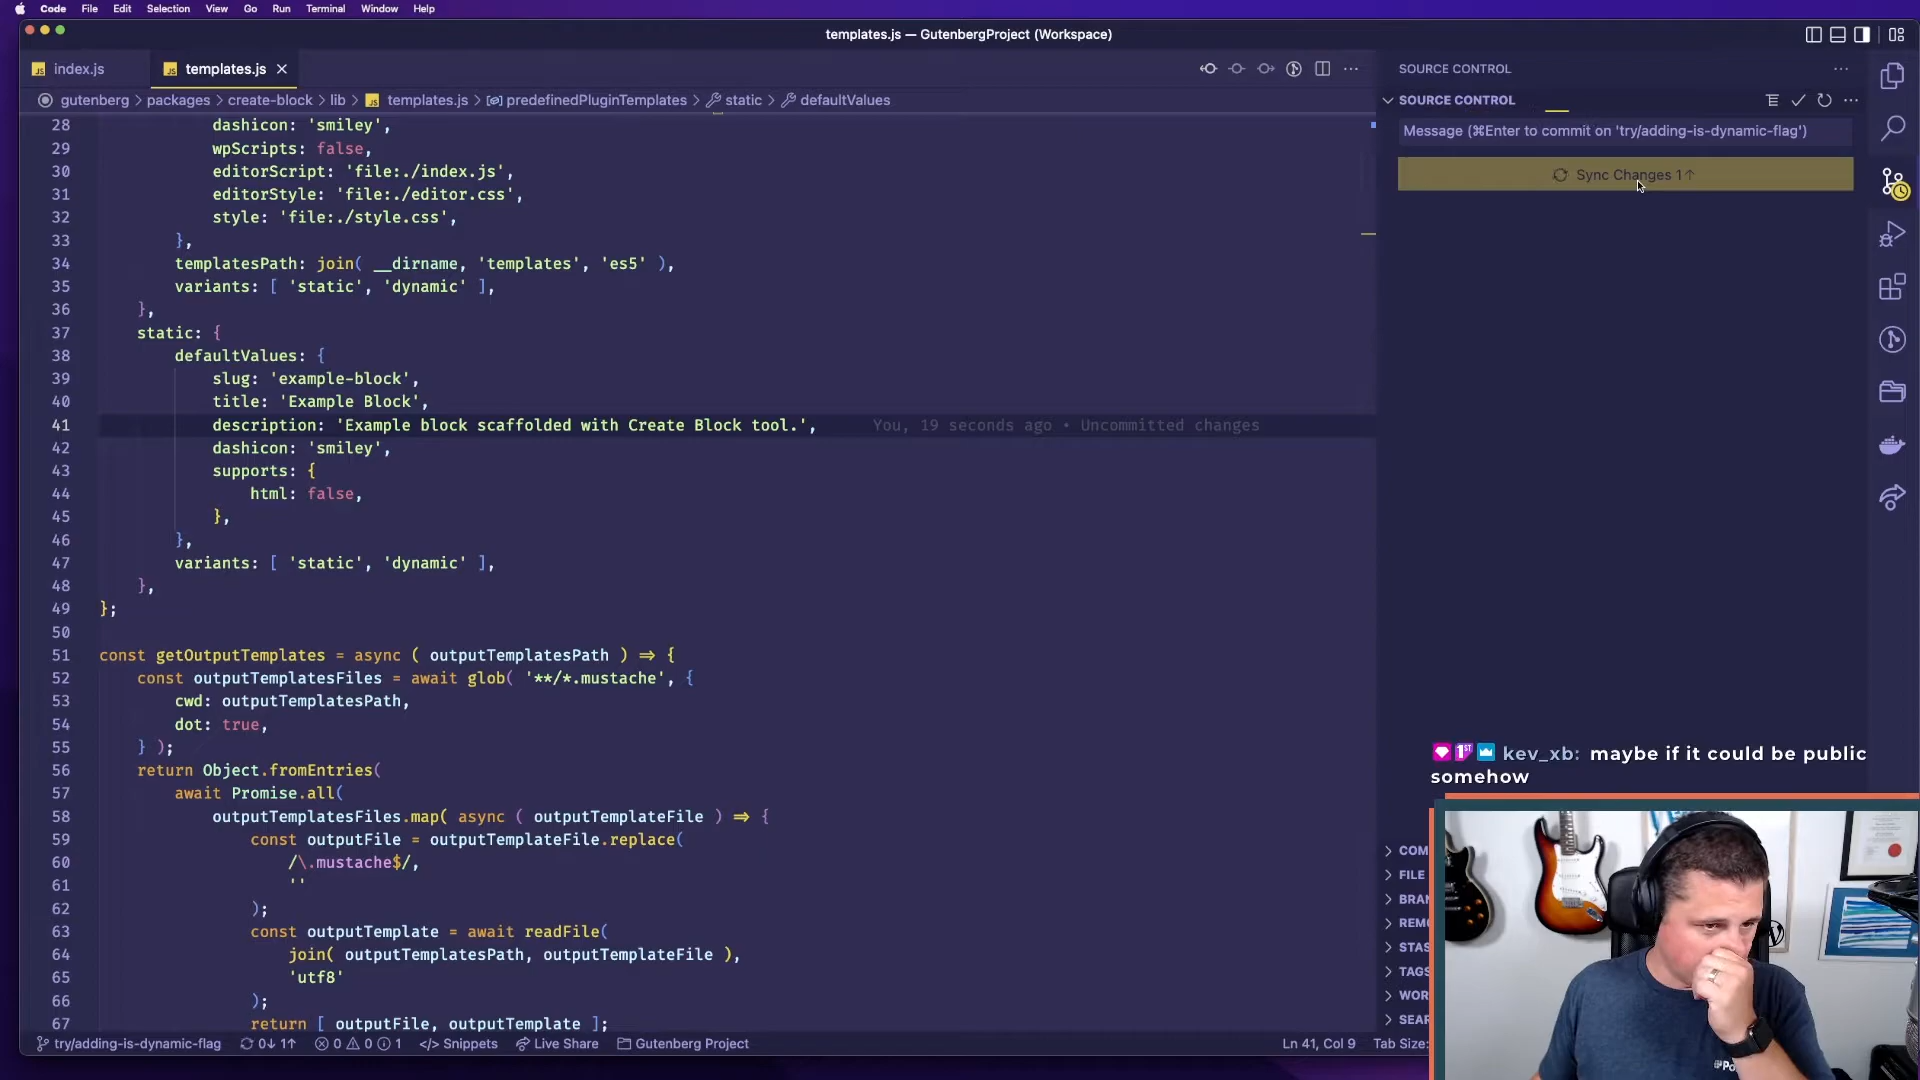 Code File Edit Selection View Go Run Terminal Window Help
templates.js — GutenbergProject (Workspace)
index.js templates.js
gutenberg > packages > create-block > lib > templates.js > predefinedPluginTemplates > static > defaultValues
28 dashicon: 'smiley',
29 wpScripts: false,
30 editorScript: 'file:./index.js',
31 editorStyle: 'file:./editor.css',
32 style: 'file:./style.css',
33 },
34 templatesPath: join( __dirname, 'templates', 'es5' ),
35 variants: [ 'static', 'dynamic' ],
36 },
37 static: {
38 defaultValues: {
39 slug: 'example-block',
40 title: 'Example Block',
41 description: 'Example block scaffolded with Create Block tool.', You, 19 seconds ago • Uncommitted changes
42 dashicon: 'smiley',
43 supports: {
44 html: false,
45 },
46 },
47 variants: [ 'static', 'dynamic' ],
48 },
49 };
50
51 const getOutputTemplates = async ( outputTemplatesPath ) => {
52 const outputTemplatesFiles = await glob( '**/*.mustache', {
53 cwd: outputTemplatesPath,
54 dot: true,
55 } );
56 return Object.fromEntries(
57 await Promise.all(
58 outputTemplatesFiles.map( async ( outputTemplateFile ) => {
59 const outputFile = outputTemplateFile.replace(
60 /\.mustache$/,
61 ''
62 );
63 const outputTemplate = await readFile(
64 join( outputTemplatesPath, outputTemplateFile ),
65 'utf8'
66 );
67 return [ outputFile, outputTemplate ];
SOURCE CONTROL
SOURCE CONTROL
Message (⌘Enter to commit on 'try/adding-is-dynamic-flag')
Sync Changes 1↑
kev_xb: maybe if it could be public
somehow
COM
FILE
BRAN
REMO
STAS
TAGS
WOR
SEAR
try/adding-is-dynamic-flag 0↓ 1↑ 0 0 1 Snippets Live Share Gutenberg Project Ln 41, Col 9 Tab Size: